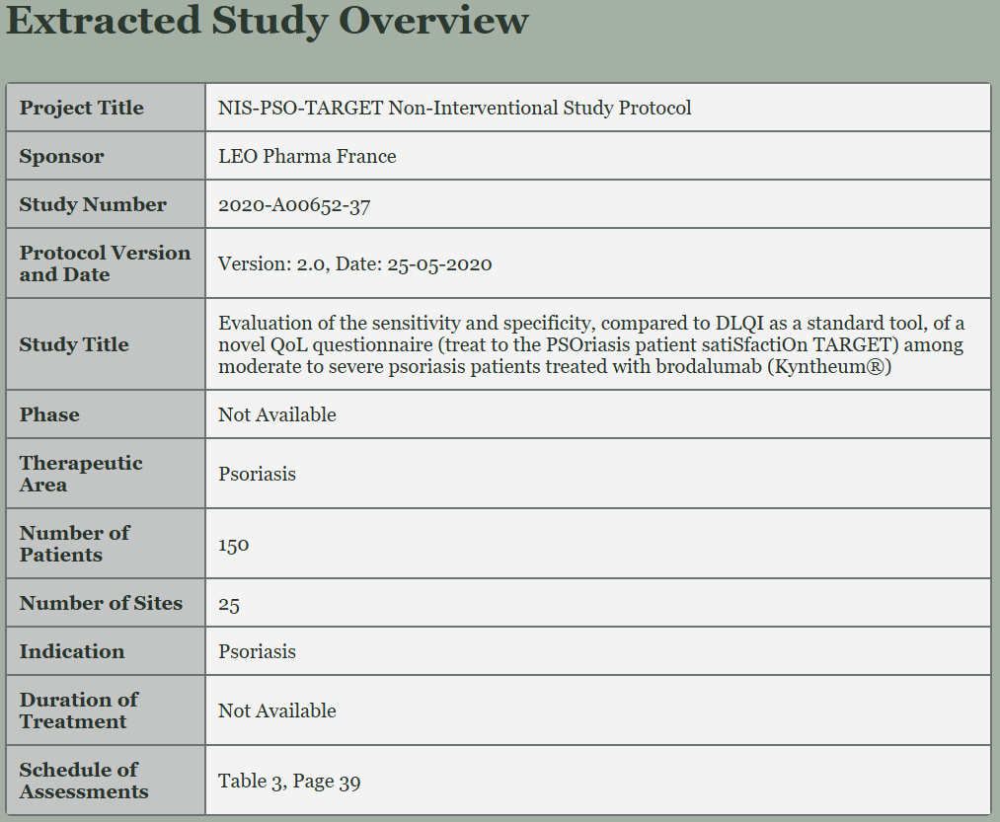 Extracted Study Overview
Project Title
NIS-PSO-TARGET Non-Interventional Study Protocol
Sponsor
LEO Pharma France
Study Number
2020-A00652-37
Protocol Version
and Date
Version: 2.0, Date: 25-05-2020
Study Title
Evaluation of the sensitivity and specificity, compared to DLQI as a standard tool, of a
novel QoL questionnaire (treat to the PSOriasis patient satiSfactiOn TARGET) among
moderate to severe psoriasis patients treated with brodalumab (Kyntheum®)
Phase
Not Available
Therapeutic
Area
Psoriasis
Number of
Patients
150
Number of Sites
25
Indication
Psoriasis
Duration of
Treatment
Not Available
Schedule of
Assessments
Table 3, Page 39